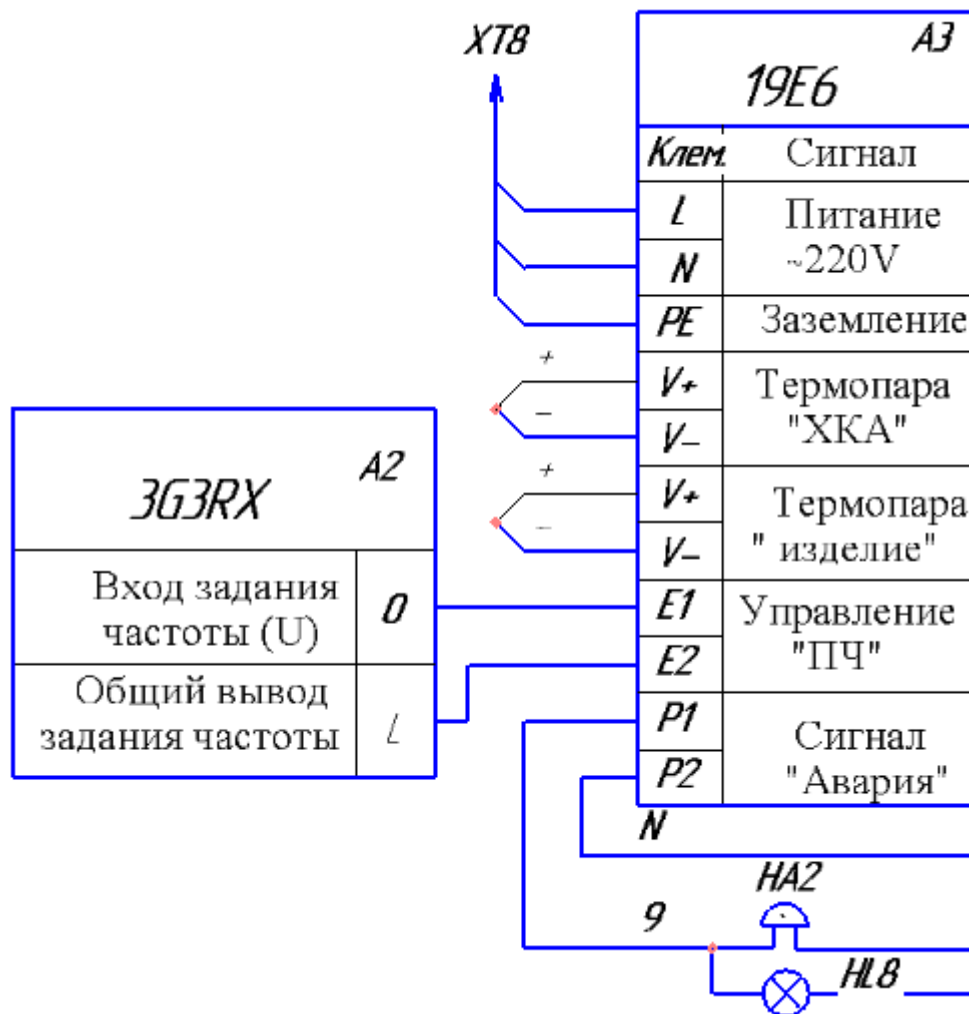 XT8
A3
19E6
Клем. Сигнал
L
N
Питание
~220V
PE Заземление
+
–
V+
V–
Термопара
"ХКА"
+
–
V+
V–
Термопара
" изделие"
A2
3G3RX
Вход задания
частоты (U)
O
Общий вывод
задания частоты
L
E1
E2
Управление
"ПЧ"
P1
P2
Сигнал
"Авария"
N
HA2
9
HL8